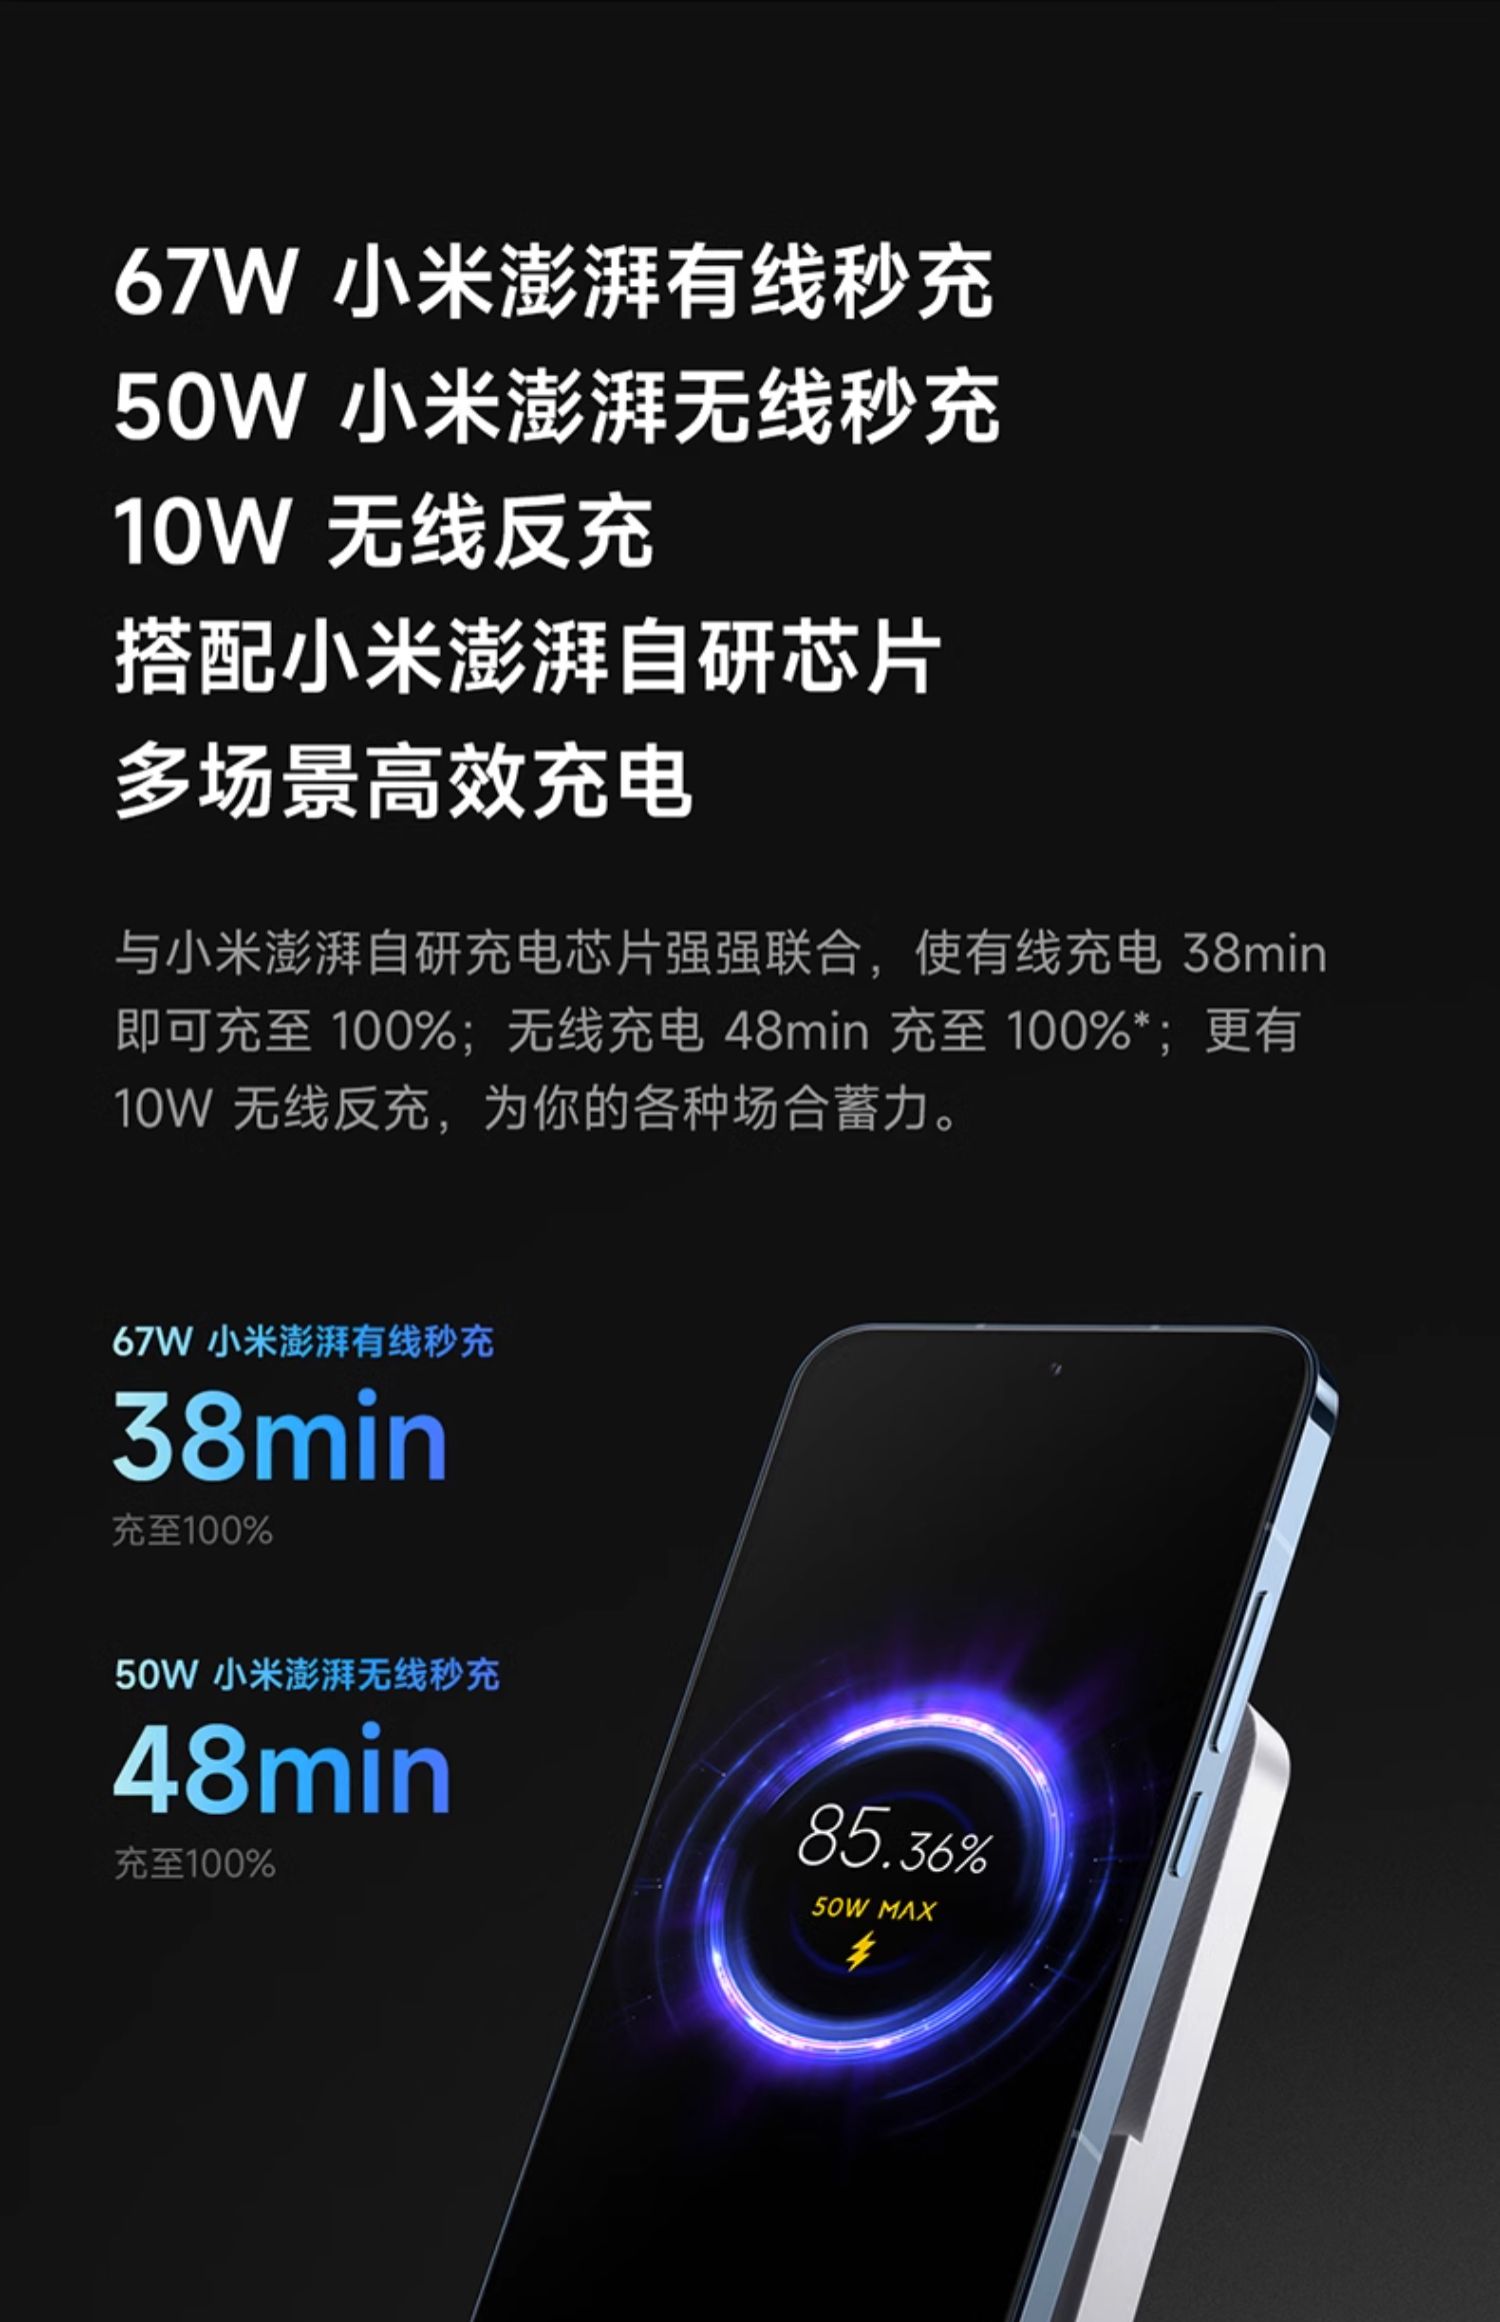 67W 小米澎湃有线秒充
50W 小米澎湃无线秒充
10W 无线反充
搭配小米澎湃自研芯片
多场景高效充电
与小米澎湃自研充电芯片强强联合，使有线充电 38min
即可充至 100%；无线充电 48min 充至 100%*；更有
10W 无线反充，为你的各种场合蓄力。
67W 小米澎湃有线秒充
38min
充至100%
50W 小米澎湃无线秒充
48min
充至100%
85.36%
50W MAX